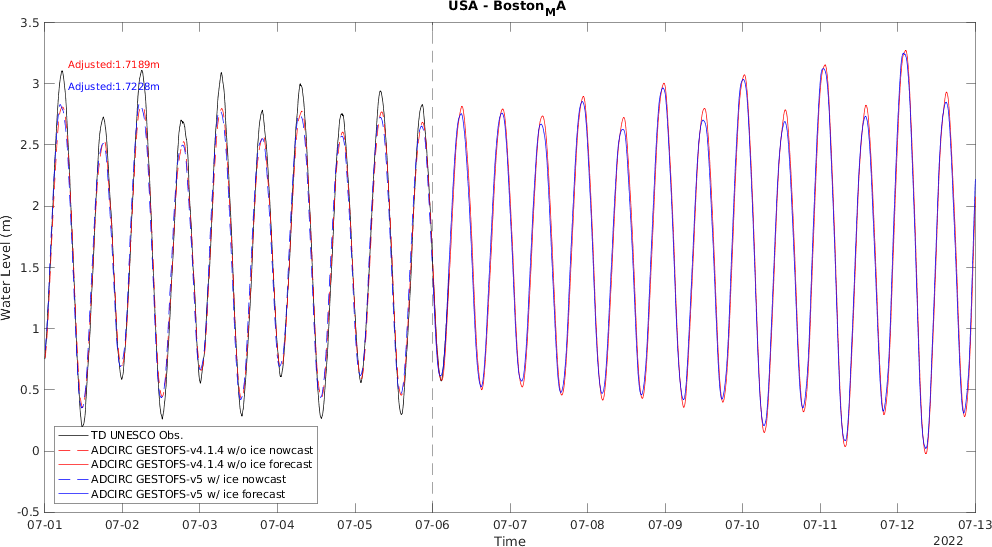 USA - Boston_MA
Adjusted:1.7189m
Adjusted:1.7228m
Water Level (m)
3.5
3
2.5
2
1.5
1
0.5
0
-0.5
TD UNESCO Obs.
ADCIRC GESTOFS-v4.1.4 w/o ice nowcast
ADCIRC GESTOFS-v4.1.4 w/o ice forecast
ADCIRC GESTOFS-v5 w/ ice nowcast
ADCIRC GESTOFS-v5 w/ ice forecast
07-01 07-02 07-03 07-04 07-05 07-06 07-07 07-08 07-09 07-10 07-11 07-12 07-13
Time
2022